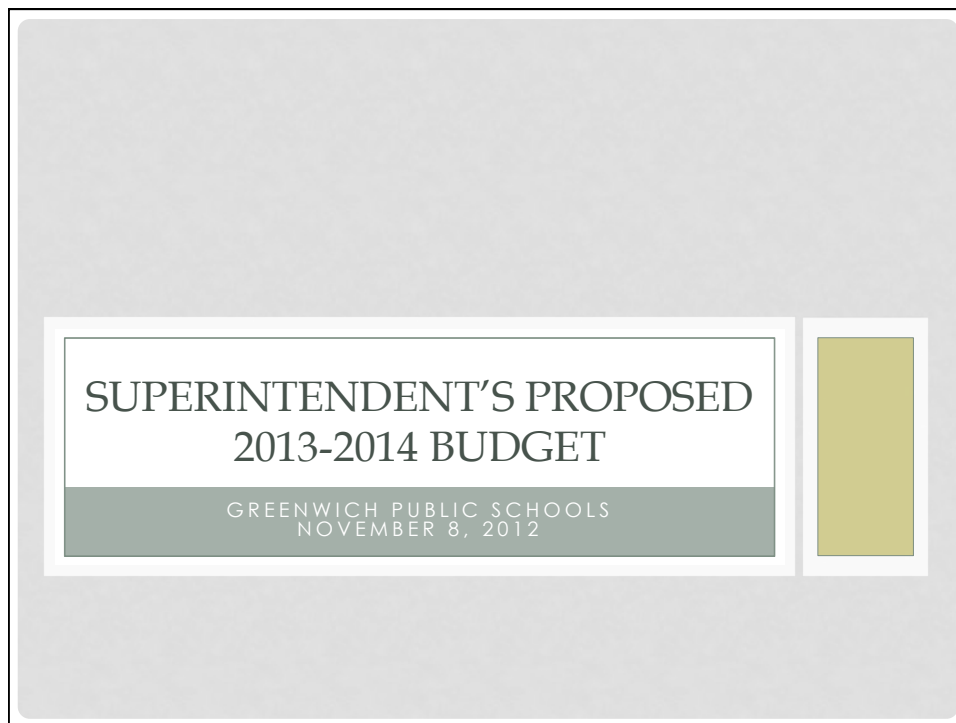 SUPERINTENDENT’S PROPOSED
2013-2014 BUDGET
GREENWICH PUBLIC SCHOOLS
NOVEMBER 8, 2012